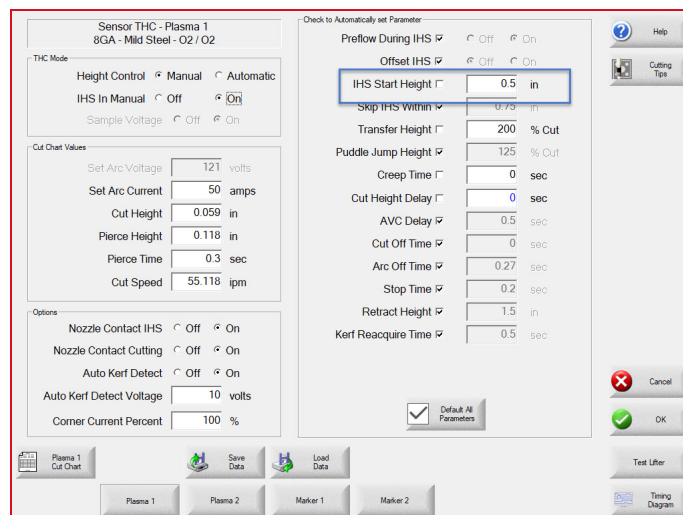 Sensor THC - Plasma 1
8GA - Mild Steel - O2 / O2
THC Mode
Height Control Manual Automatic
IHS In Manual Off On
Sample Voltage Off On
Cut Chart Values
Set Arc Voltage 121 volts
Set Arc Current 50 amps
Cut Height 0.059 in
Pierce Height 0.118 in
Pierce Time 0.3 sec
Cut Speed 55.118 ipm
Options
Nozzle Contact IHS Off On
Nozzle Contact Cutting Off On
Auto Kerf Detect Off On
Auto Kerf Detect Voltage 10 volts
Corner Current Percent 100 %
Check to Automatically set Parameter
Preflow During IHS Off On
Offset IHS Off On
IHS Start Height 0.5 in
Skip IHS Within 0.75 in
Transfer Height 200 % Cut
Puddle Jump Height 125 % Cut
Creep Time 0 sec
Cut Height Delay 0 sec
AVC Delay 0.5 sec
Cut Off Time 0 sec
Arc Off Time 0.27 sec
Stop Time 0.2 sec
Retract Height 1.5 in
Kerf Reacquire Time 0.5 sec
Default All
Parameters
Help
Cutting
Tips
Cancel
OK
Test Lifter
Timing
Diagram
Plasma 1
Cut Chart
Save
Data
Load
Data
Plasma 1
Plasma 2
Marker 1
Marker 2